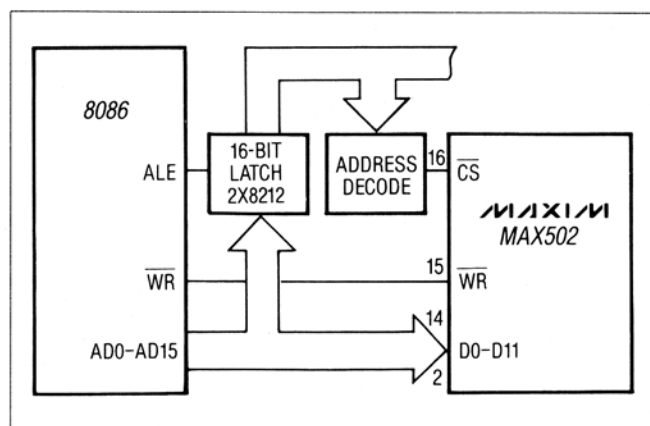 8086
ALE
16-BIT
LATCH
2X8212
ADDRESS
DECODE
16
CS
MAXIM
MAX502
WR
15
WR
14
AD0-AD15
D0-D11
2